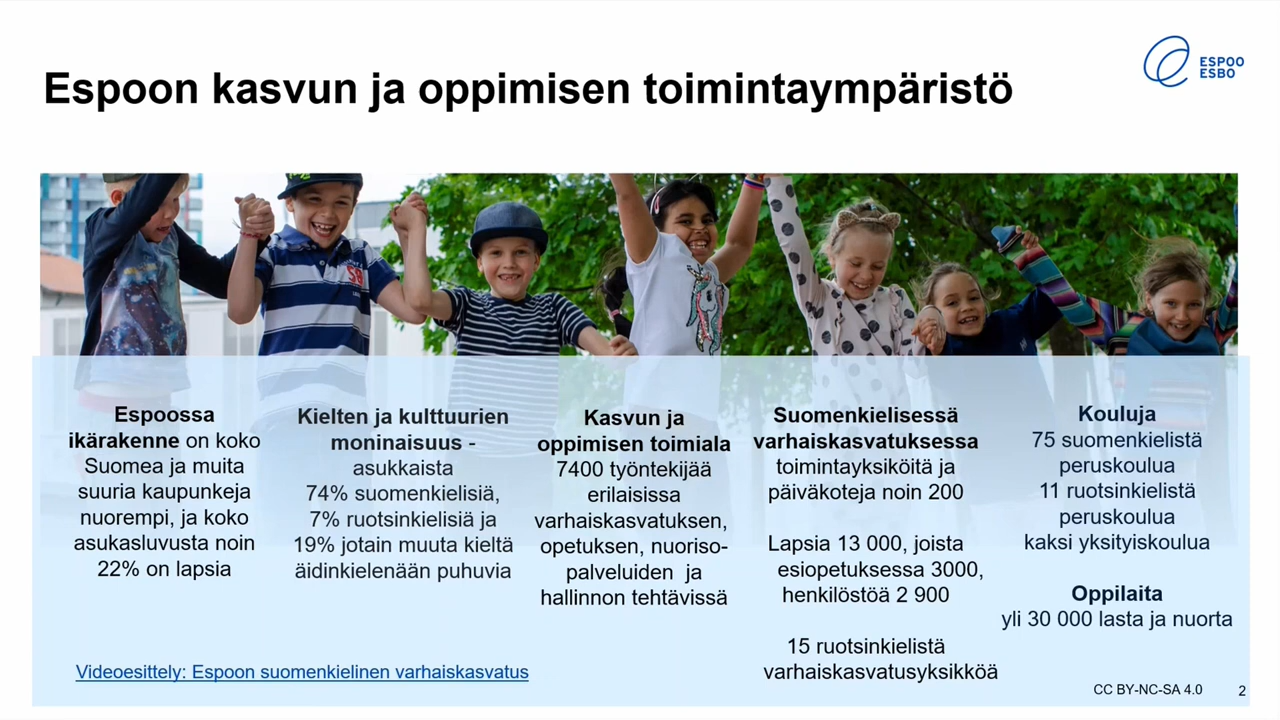 Espoon kasvun ja oppimisen toimintaympäristö
ESPOO
ESBO
Espoossa
ikärakenne on koko
Suomea ja muita
suuria kaupunkeja
nuorempi, ja koko
asukasluvusta noin
22% on lapsia
Kielten ja kulttuurien
moninaisuus -
asukkaista
74% suomenkielisiä,
7% ruotsinkielisiä ja
19% jotain muuta kieltä
äidinkielenään puhuvia
Kasvun ja
oppimisen toimiala
7400 työntekijää
erilaisissa
varhaiskasvatuksen,
opetuksen, nuoriso-
palveluiden ja
hallinnon tehtävissä
Suomenkielisessä
varhaiskasvatuksessa
toimintayksiköitä ja
päiväkoteja noin 200
Lapsia 13 000, joista
esiopetuksessa 3000,
henkilöstöä 2 900
15 ruotsinkielistä
varhaiskasvatusyksikköä
Kouluja
75 suomenkielistä
peruskoulua
11 ruotsinkielistä
peruskoulua
kaksi yksityiskoulua
Oppilaita
yli 30 000 lasta ja nuorta
Videoesittely: Espoon suomenkielinen varhaiskasvatus
CC BY-NC-SA 4.0
2